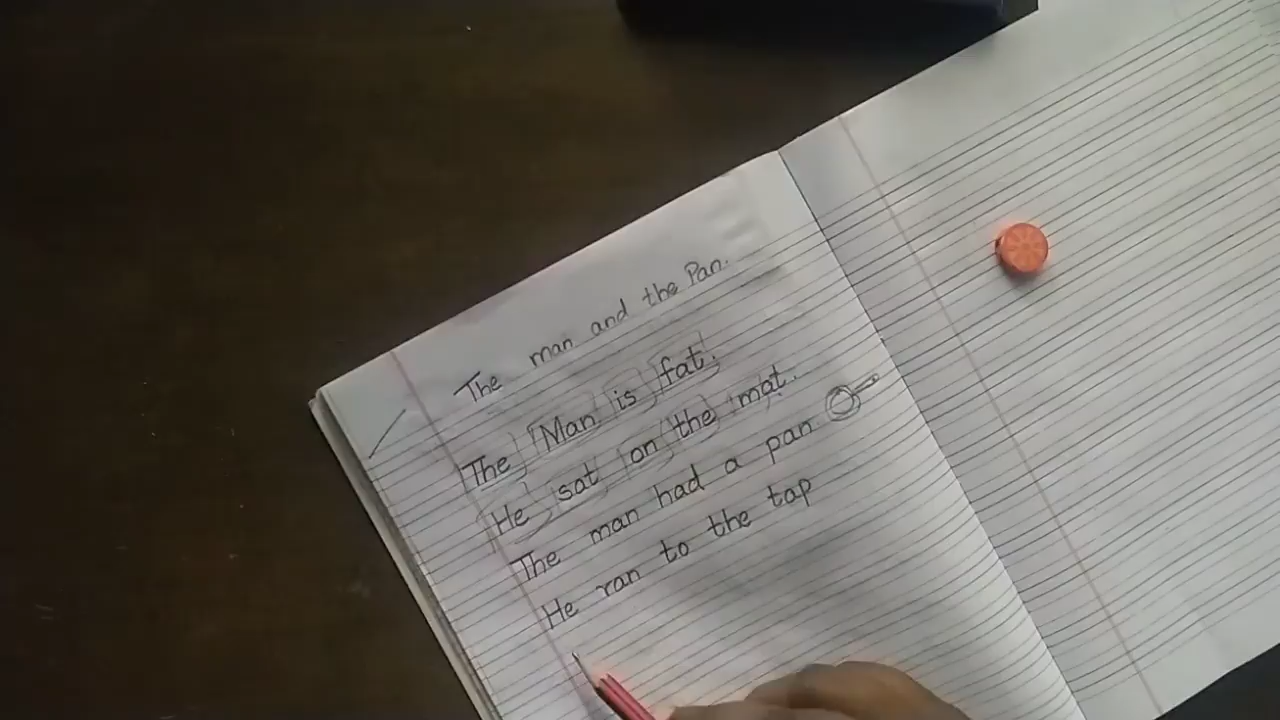 The man and the Pan.
The Man is fat.
He sat on the mat.
The man had a pan
He ran to the tap